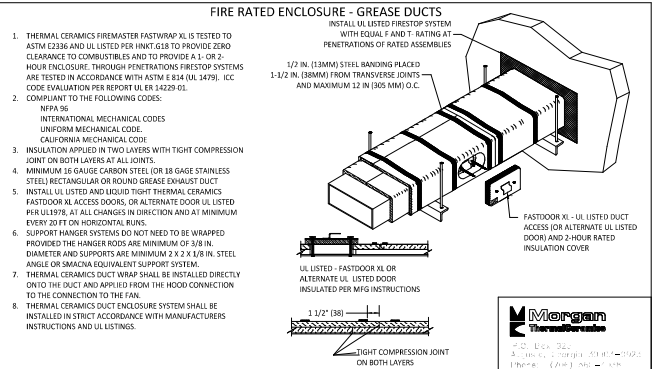 FIRE RATED ENCLOSURE - GREASE DUCTS
1. THERMAL CERAMICS FIREMASTER FASTWRAP XL IS TESTED TO
ASTM E2336 AND UL LISTED PER HNKT.G18 TO PROVIDE ZERO
CLEARANCE TO COMBUSTIBLES AND TO PROVIDE A 1- OR 2-
HOUR ENCLOSURE. THROUGH PENETRATIONS FIRESTOP SYSTEMS
ARE TESTED IN ACCORDANCE WITH ASTM E 814 (UL 1479). ICC
CODE EVALUATION PER REPORT UL ER 14229-01.
2. COMPLIANT TO THE FOLLOWING CODES:
NFPA 96
INTERNATIONAL MECHANICAL CODES
UNIFORM MECHANICAL CODE.
CALIFORNIA MECHANICAL CODE
3. INSULATION APPLIED IN TWO LAYERS WITH TIGHT COMPRESSION
JOINT ON BOTH LAYERS AT ALL JOINTS.
4. MINIMUM 16 GAUGE CARBON STEEL (OR 18 GAGE STAINLESS
STEEL) RECTANGULAR OR ROUND GREASE EXHAUST DUCT
5. INSTALL UL LISTED AND LIQUID TIGHT THERMAL CERAMICS
FASTDOOR XL ACCESS DOORS, OR ALTERNATE DOOR UL LISTED
PER UL1978, AT ALL CHANGES IN DIRECTION AND AT MINIMUM
EVERY 20 FT ON HORIZONTAL RUNS.
6. SUPPORT HANGER SYSTEMS DO NOT NEED TO BE WRAPPED
PROVIDED THE HANGER RODS ARE MINIMUM OF 3/8 IN.
DIAMETER AND SUPPORTS ARE MINIMUM 2 X 2 X 1/8 IN. STEEL
ANGLE OR SMACNA EQUIVALENT SUPPORT SYSTEM.
7. THERMAL CERAMICS DUCT WRAP SHALL BE INSTALLED DIRECTLY
ONTO THE DUCT AND APPLIED FROM THE HOOD CONNECTION
TO THE CONNECTION TO THE FAN.
8. THERMAL CERAMICS DUCT ENCLOSURE SYSTEM SHALL BE
INSTALLED IN STRICT ACCORDANCE WITH MANUFACTURERS
INSTRUCTIONS AND UL LISTINGS.
INSTALL UL LISTED FIRESTOP SYSTEM
WITH EQUAL F AND T- RATING AT
PENETRATIONS OF RATED ASSEMBLIES
1/2 IN. (13MM) STEEL BANDING PLACED
1-1/2 IN. (38MM) FROM TRANSVERSE JOINTS
AND MAXIMUM 12 IN (305 MM) O.C.
FASTDOOR XL - UL LISTED DUCT
ACCESS (OR ALTERNATE UL LISTED
DOOR) AND 2-HOUR RATED
INSULATION COVER
UL LISTED - FASTDOOR XL OR
ALTERNATE UL LISTED DOOR
INSULATED PER MFG INSTRUCTIONS
1 1/2" (38)
TIGHT COMPRESSION JOINT
ON BOTH LAYERS
Morgan
ThermalCeramics
P.O. Box
Augusta, Georgia
Phone: